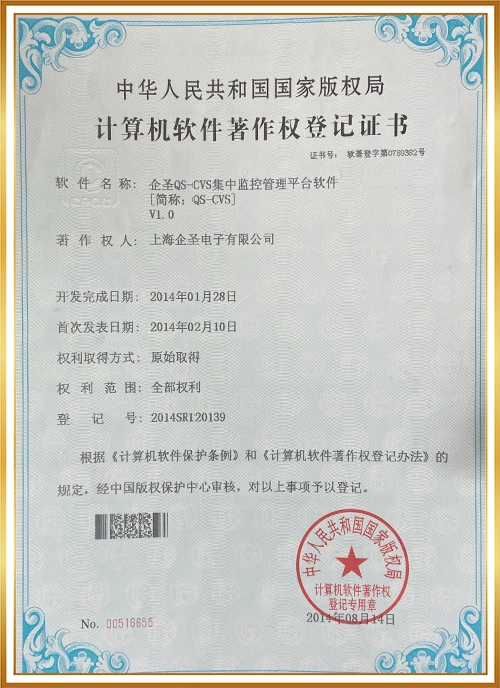 中华人民共和国国家版权局
计算机软件著作权登记证书
证书号： 软著登字第0789382号
软件名称： 企圣QS-CVS集中监控管理平台软件
[简称：QS-CVS]
V1.0
著作权人： 上海企圣电子有限公司
开发完成日期： 2014年01月28日
首次发表日期： 2014年02月10日
权利取得方式： 原始取得
权利范围： 全部权利
登记号： 2014SR120139
根据《计算机软件保护条例》和《计算机软件著作权登记办法》的
规定，经中国版权保护中心审核，对以上事项予以登记。
中华人民共和国国家版权局
计算机软件著作权
登记专用章
No. 00516655
2014年08月14日